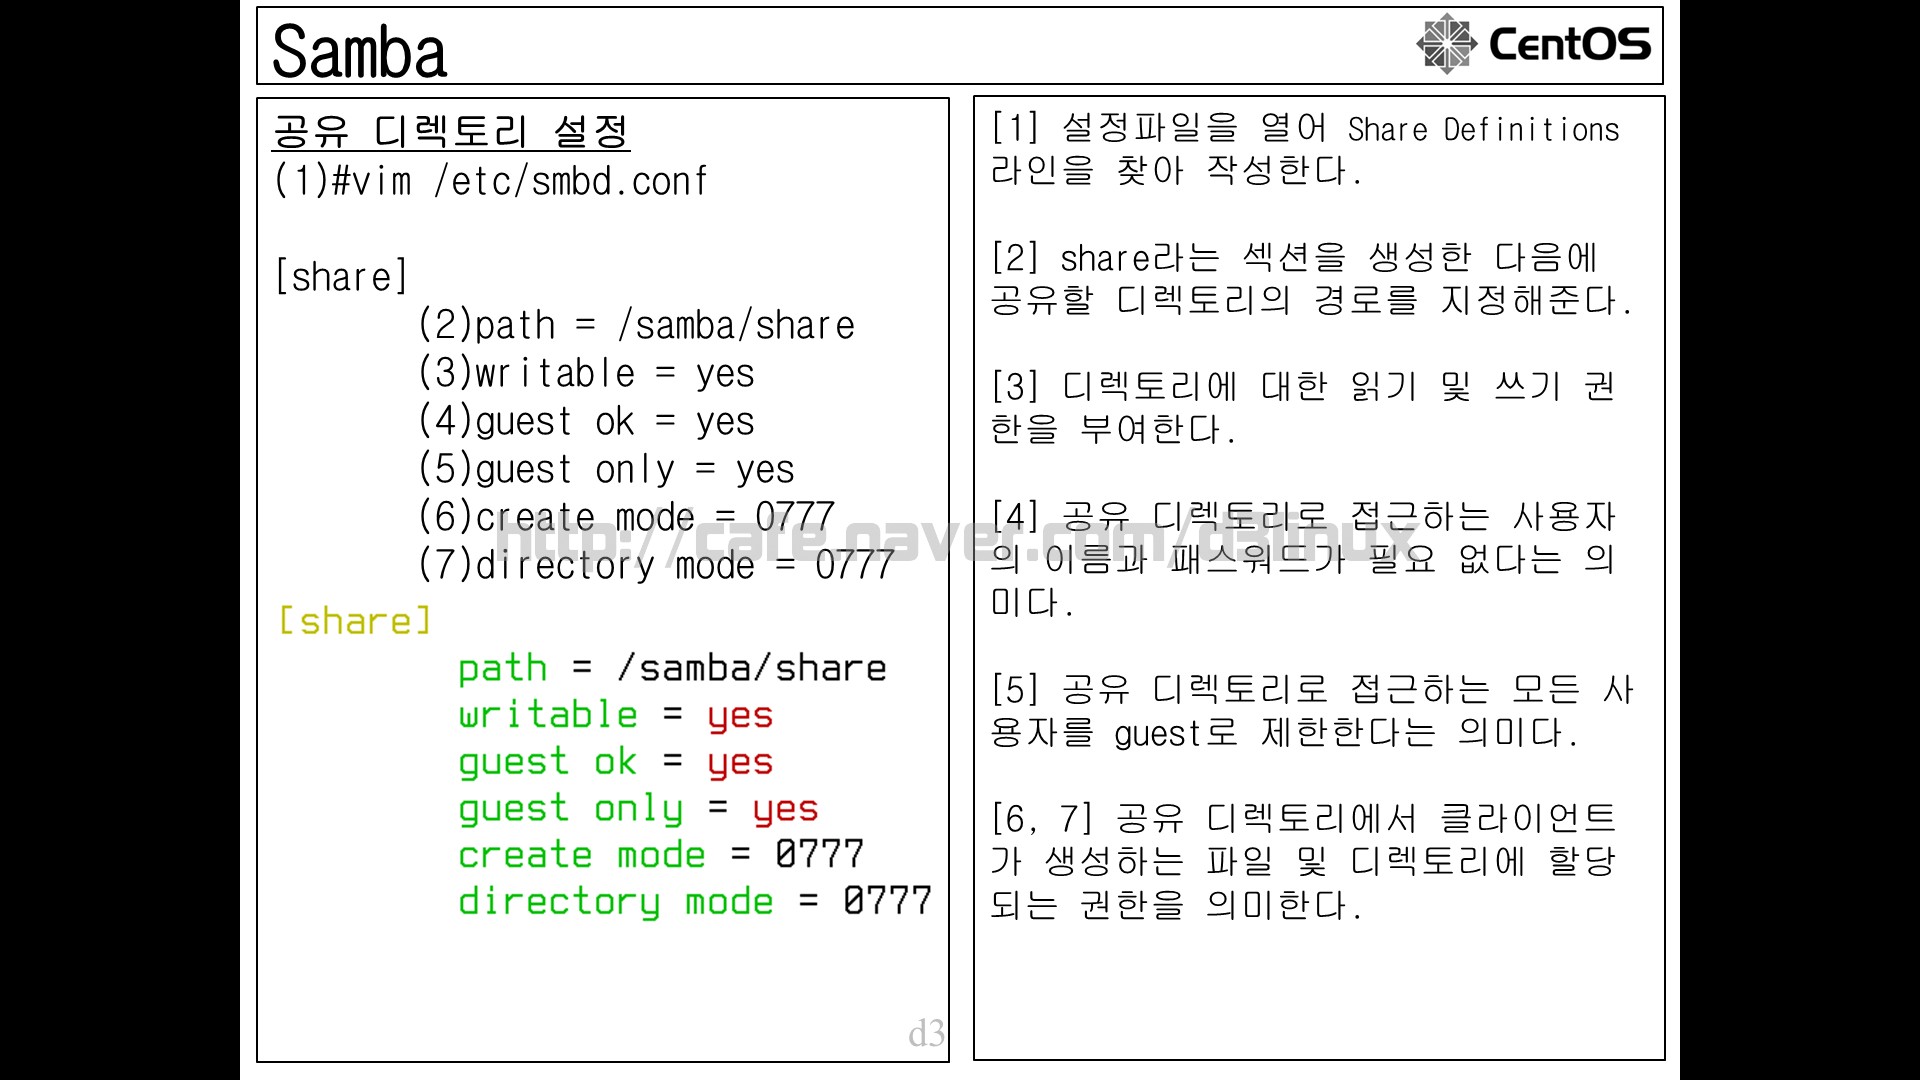 Samba
CentOS
공유 디렉토리 설정
(1)#vim /etc/smbd.conf
[share]
(2)path = /samba/share
(3)writable = yes
(4)guest ok = yes
(5)guest only = yes
(6)create mode = 0777
(7)directory mode = 0777
[share]
path = /samba/share
writable = yes
guest ok = yes
guest only = yes
create mode = 0777
directory mode = 0777
d3
[1] 설정파일을 열어 Share Definitions
라인을 찾아 작성한다.
[2] share라는 섹션을 생성한 다음에
공유할 디렉토리의 경로를 지정해준다.
[3] 디렉토리에 대한 읽기 및 쓰기 권
한을 부여한다.
[4] 공유 디렉토리로 접근하는 사용자
의 이름과 패스워드가 필요 없다는 의
미다.
[5] 공유 디렉토리로 접근하는 모든 사
용자를 guest로 제한한다는 의미다.
[6, 7] 공유 디렉토리에서 클라이언트
가 생성하는 파일 및 디렉토리에 할당
되는 권한을 의미한다.
http://cafe.naver.com/d3linux